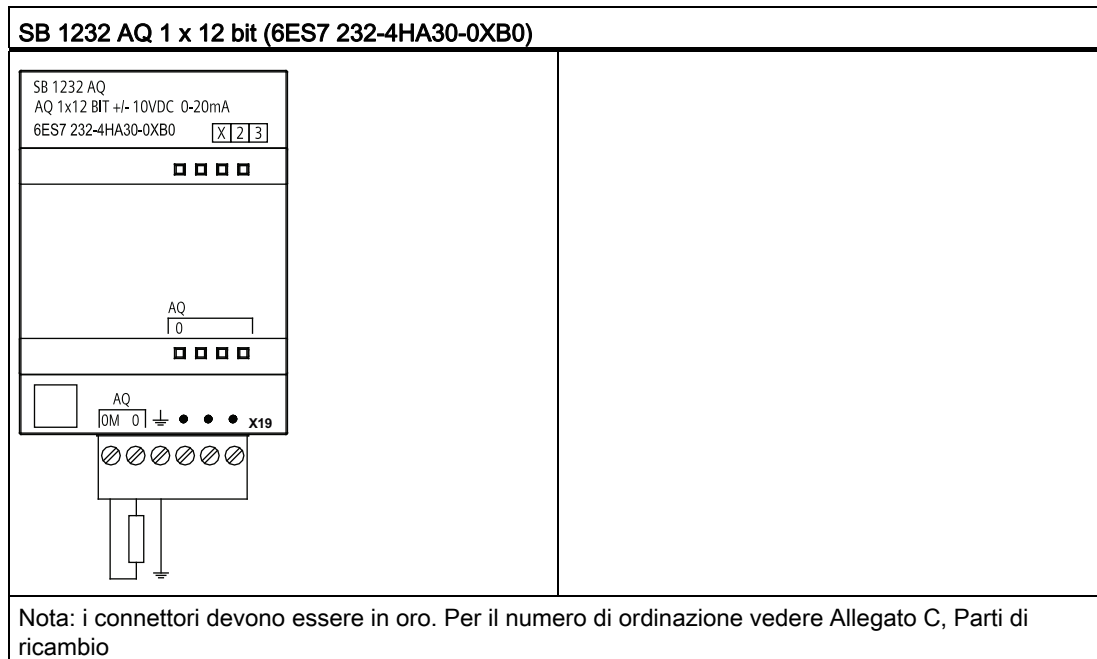 SB 1232 AQ 1 x 12 bit (6ES7 232-4HA30-0XB0)
SB 1232 AQ
AQ 1x12 BIT +/- 10VDC 0-20mA
6ES7 232-4HA30-0XB0 X 2 3
AQ
0
AQ
0M 0 X19
Nota: i connettori devono essere in oro. Per il numero di ordinazione vedere Allegato C, Parti di
ricambio